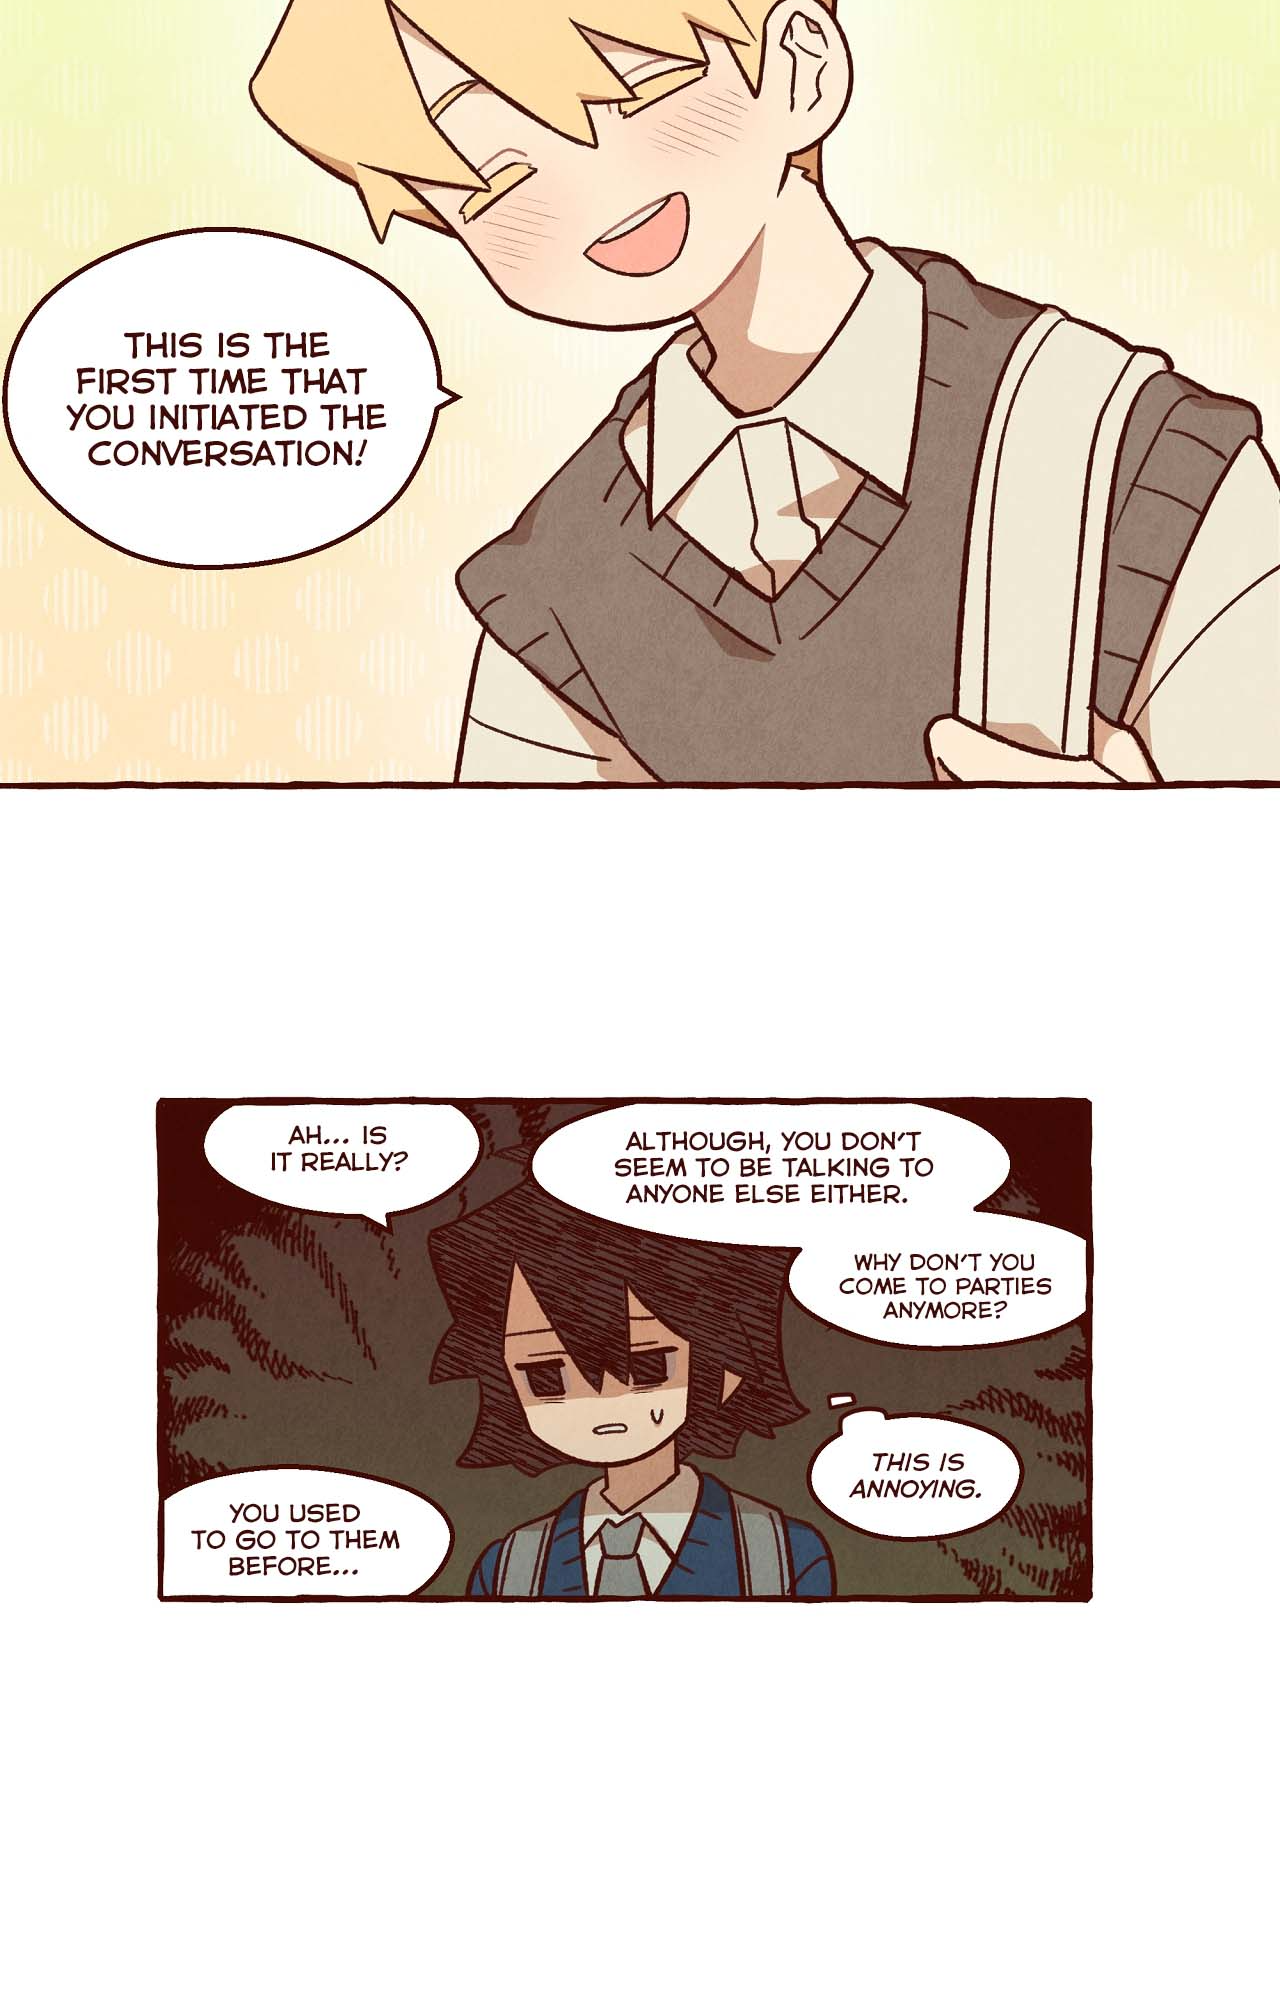 THIS IS THE
FIRST TIME THAT
YOU INITIATED THE
CONVERSATION!
AH... IS
IT REALLY?
ALTHOUGH, YOU DON'T
SEEM TO BE TALKING TO
ANYONE ELSE EITHER.
WHY DON'T YOU
COME TO PARTIES
ANYMORE?
YOU USED
TO GO TO THEM
BEFORE...
THIS IS
ANNOYING.